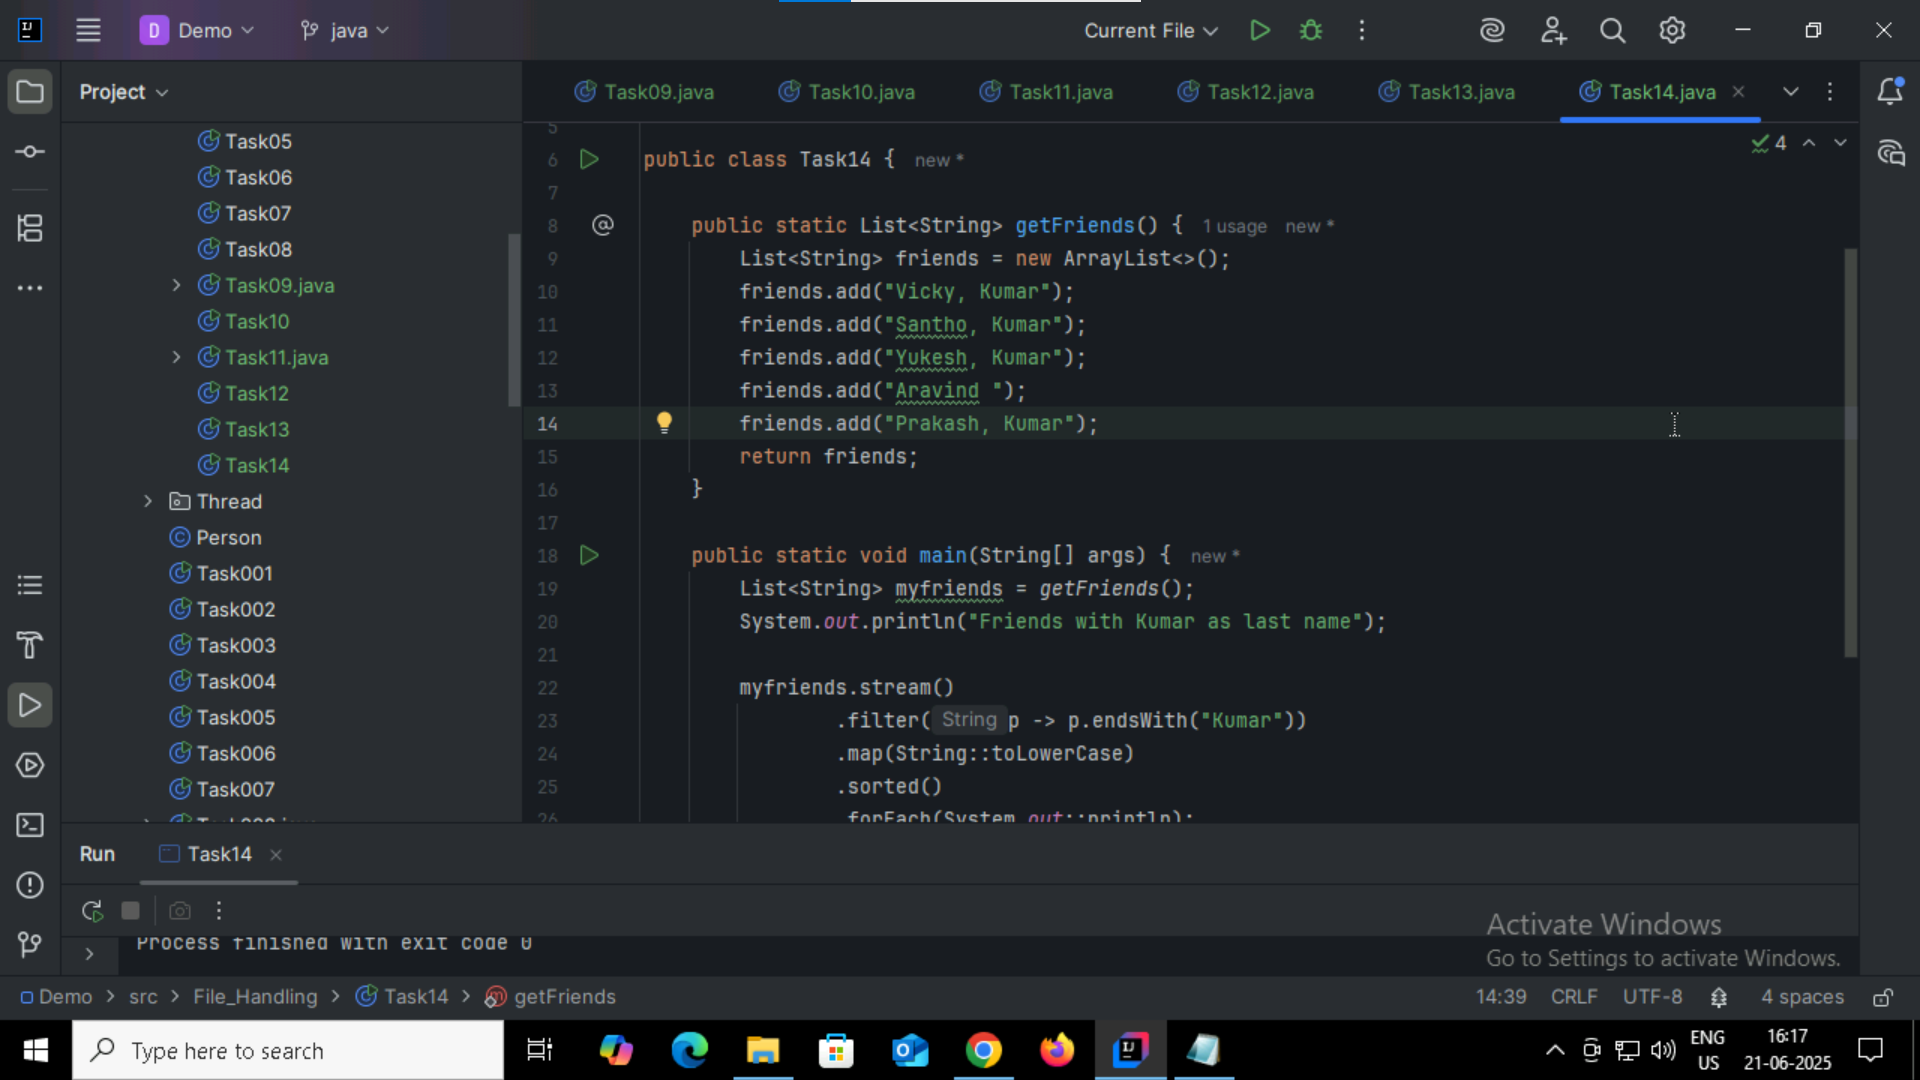 D Demo java Current File
Project
Task09.java Task10.java Task11.java Task12.java Task13.java Task14.java
Task05
Task06
Task07
Task08
Task09.java
Task10
Task11.java
Task12
Task13
Task14
Thread
Person
Task001
Task002
Task003
Task004
Task005
Task006
Task007
4
5
6 public class Task14 { new *
7
8 @ public static List<String> getFriends() { 1 usage new *
9 List<String> friends = new ArrayList<>();
10 friends.add("Vicky, Kumar");
11 friends.add("Santho, Kumar");
12 friends.add("Yukesh, Kumar");
13 friends.add("Aravind ");
14 friends.add("Prakash, Kumar");
15 return friends;
16 }
17
18 public static void main(String[] args) { new *
19 List<String> myfriends = getFriends();
20 System.out.println("Friends with Kumar as last name");
21
22 myfriends.stream()
23 .filter( String p -> p.endsWith("Kumar"))
24 .map(String::toLowerCase)
25 .sorted()
26 .forEach(System.out::println);
Run Task14
Process finished with exit code 0
Activate Windows
Go to Settings to activate Windows.
Demo > src > File_Handling > Task14 > getFriends
14:39 CRLF UTF-8 4 spaces
Type here to search
ENG
US
16:17
21-06-2025